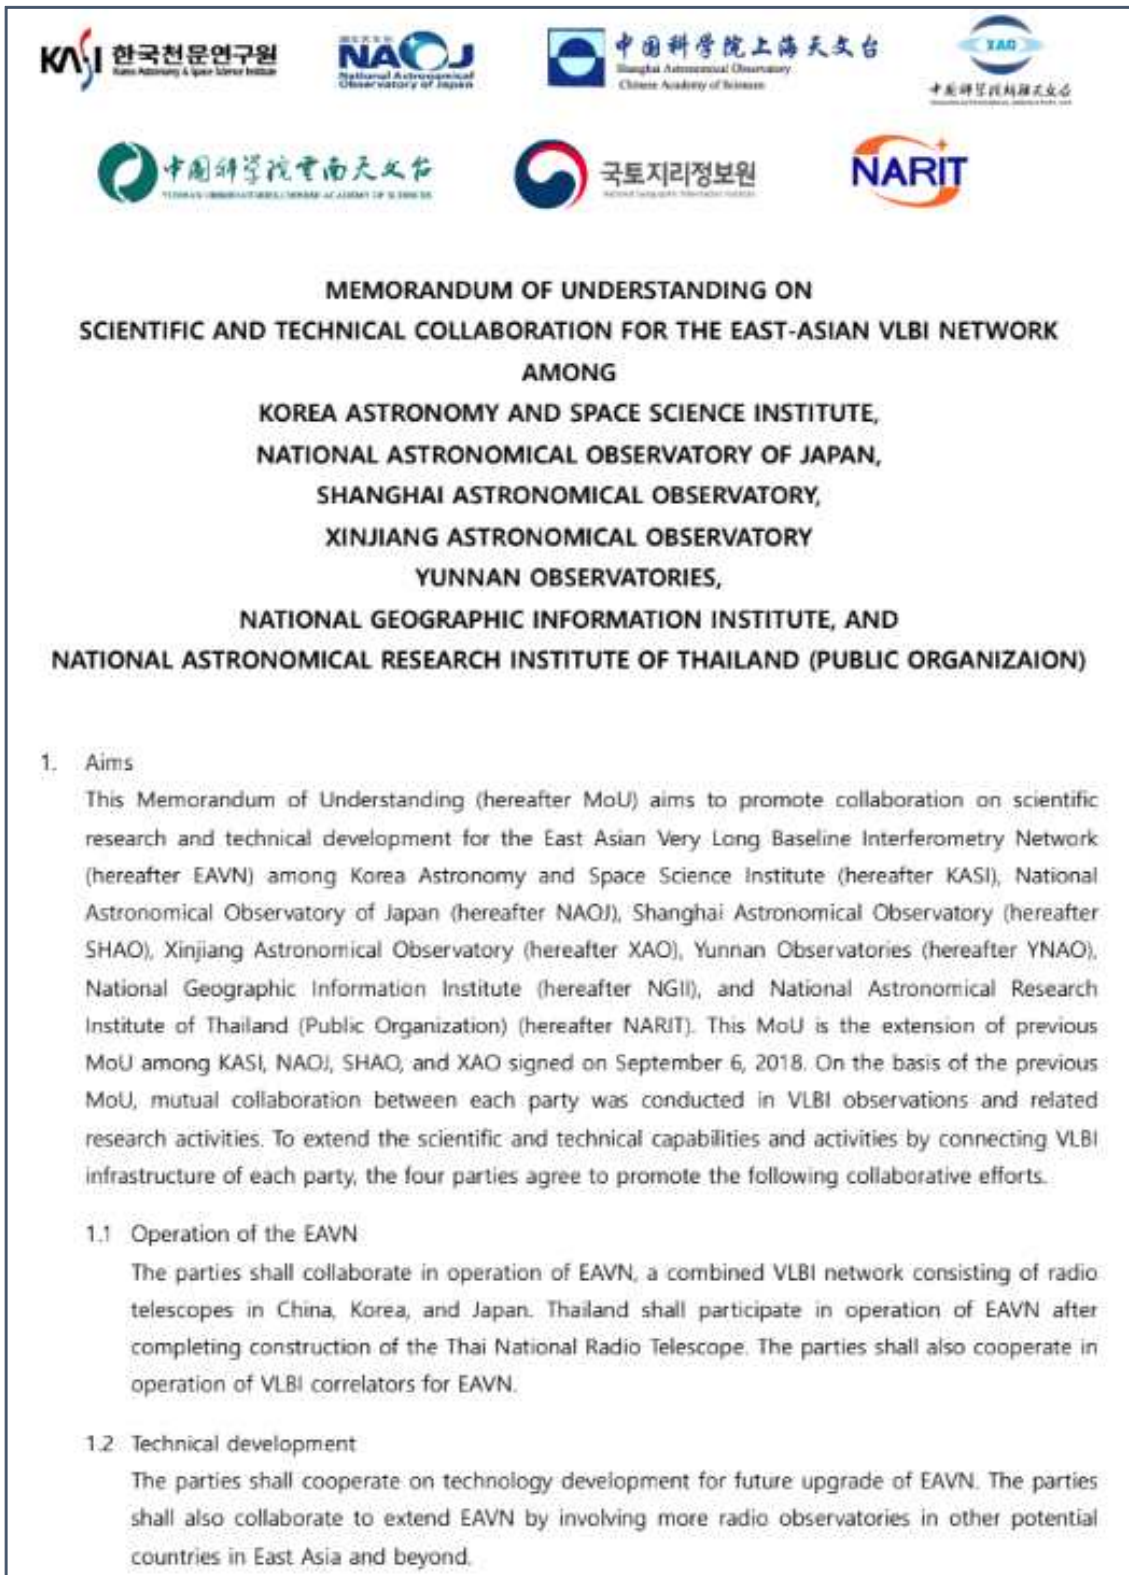 KASI 한국천문연구원
Korea Astronomy & Space Science Institute
NAOJ
National Astronomical
Observatory of Japan
中国科学院上海天文台
Shanghai Astronomical Observatory
Chinese Academy of Sciences
XAO
中国科学院新疆天文台
中国科学院云南天文台
YUNNAN OBSERVATORIES, CHINESE ACADEMY OF SCIENCES
국토지리정보원
National Geographic Information Institute
NARIT
MEMORANDUM OF UNDERSTANDING ON
SCIENTIFIC AND TECHNICAL COLLABORATION FOR THE EAST-ASIAN VLBI NETWORK
AMONG
KOREA ASTRONOMY AND SPACE SCIENCE INSTITUTE,
NATIONAL ASTRONOMICAL OBSERVATORY OF JAPAN,
SHANGHAI ASTRONOMICAL OBSERVATORY,
XINJIANG ASTRONOMICAL OBSERVATORY
YUNNAN OBSERVATORIES,
NATIONAL GEOGRAPHIC INFORMATION INSTITUTE, AND
NATIONAL ASTRONOMICAL RESEARCH INSTITUTE OF THAILAND (PUBLIC ORGANIZAION)
1. Aims
This Memorandum of Understanding (hereafter MoU) aims to promote collaboration on scientific
research and technical development for the East Asian Very Long Baseline Interferometry Network
(hereafter EAVN) among Korea Astronomy and Space Science Institute (hereafter KASI), National
Astronomical Observatory of Japan (hereafter NAOJ), Shanghai Astronomical Observatory (hereafter
SHAO), Xinjiang Astronomical Observatory (hereafter XAO), Yunnan Observatories (hereafter YNAO),
National Geographic Information Institute (hereafter NGII), and National Astronomical Research
Institute of Thailand (Public Organization) (hereafter NARIT). This MoU is the extension of previous
MoU among KASI, NAOJ, SHAO, and XAO signed on September 6, 2018. On the basis of the previous
MoU, mutual collaboration between each party was conducted in VLBI observations and related
research activities. To extend the scientific and technical capabilities and activities by connecting VLBI
infrastructure of each party, the four parties agree to promote the following collaborative efforts.
1.1 Operation of the EAVN
The parties shall collaborate in operation of EAVN, a combined VLBI network consisting of radio
telescopes in China, Korea, and Japan. Thailand shall participate in operation of EAVN after
completing construction of the Thai National Radio Telescope. The parties shall also cooperate in
operation of VLBI correlators for EAVN.
1.2 Technical development
The parties shall cooperate on technology development for future upgrade of EAVN. The parties
shall also collaborate to extend EAVN by involving more radio observatories in other potential
countries in East Asia and beyond.